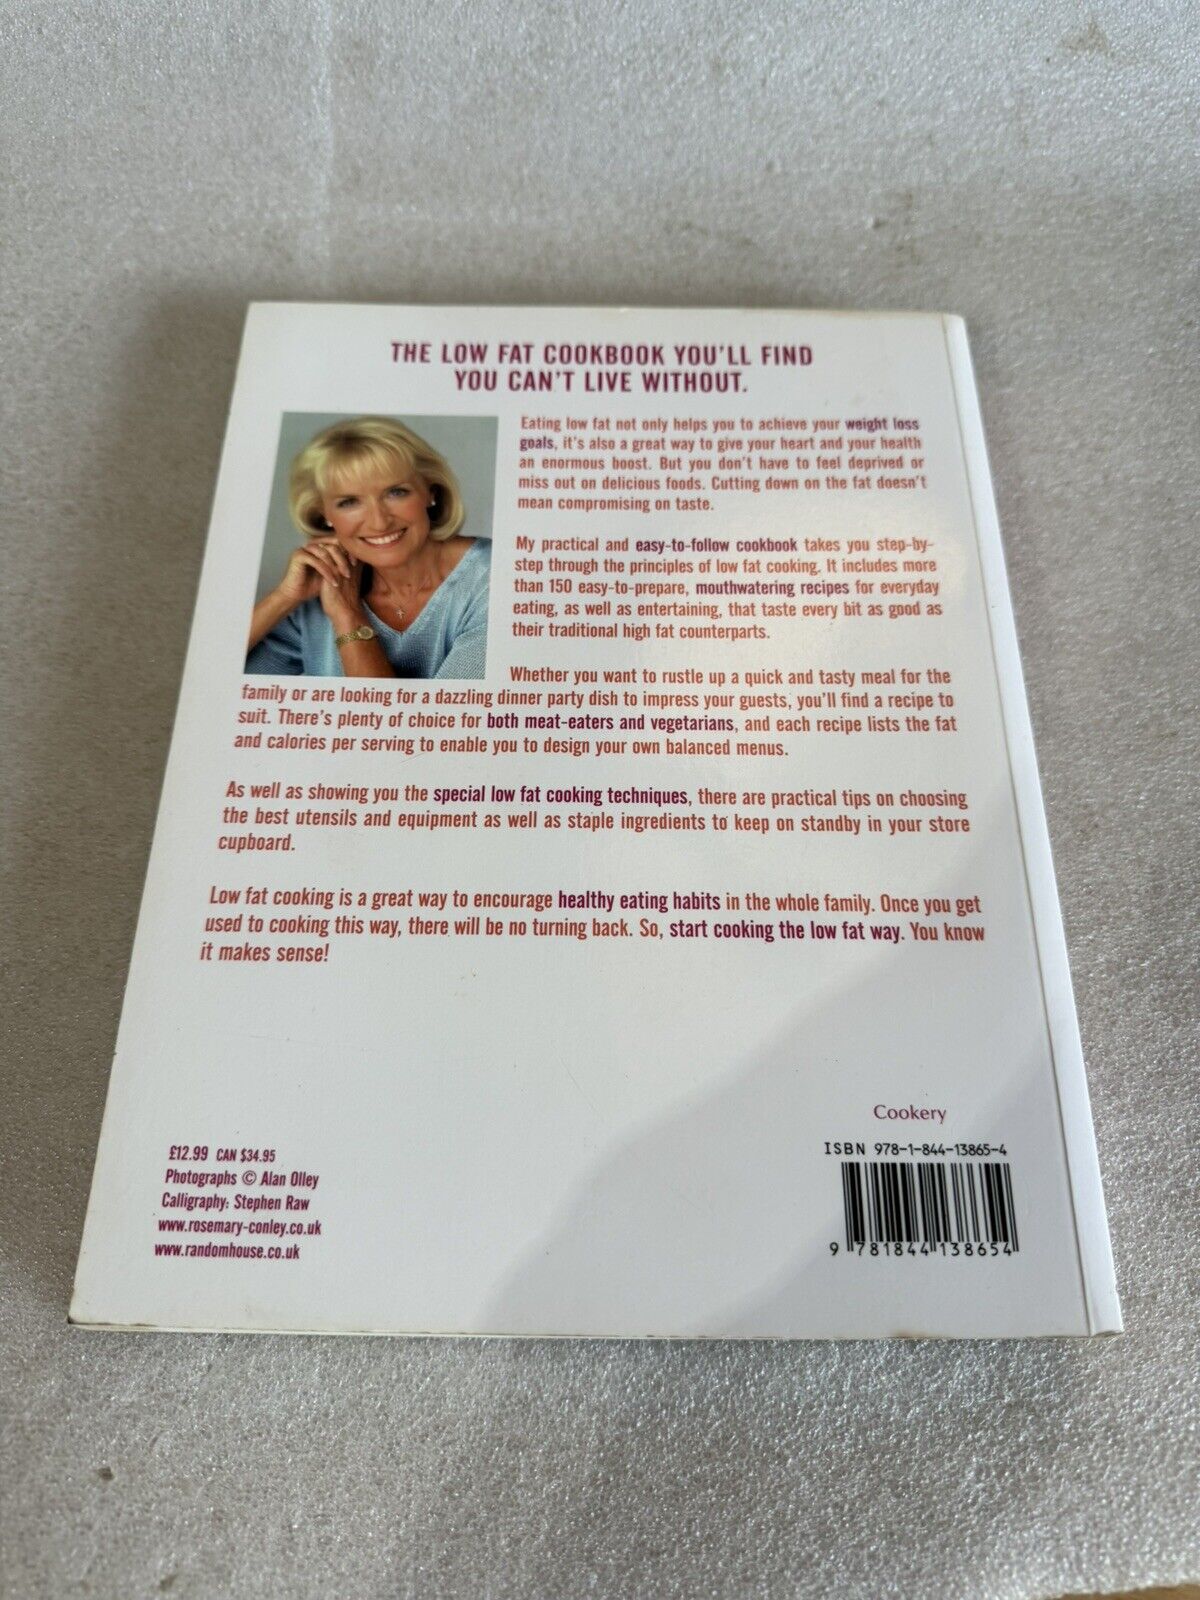 THE LOW FAT COOKBOOK YOU'LL FIND
YOU CAN'T LIVE WITHOUT.
Eating low fat not only helps you to achieve your weight loss
goals, it's also a great way to give your heart and your health
an enormous boost. But you don't have to feel deprived or
miss out on delicious foods. Cutting down on the fat doesn't
mean compromising on taste.
My practical and easy-to-follow cookbook takes you step-by-
step through the principles of low fat cooking. It includes more
than 150 easy-to-prepare, mouthwatering recipes for everyday
eating, as well as entertaining, that taste every bit as good as
their traditional high fat counterparts.
Whether you want to rustle up a quick and tasty meal for the
family or are looking for a dazzling dinner party dish to impress your guests, you'll find a recipe to
suit. There's plenty of choice for both meat-eaters and vegetarians, and each recipe lists the fat
and calories per serving to enable you to design your own balanced menus.
As well as showing you the special low fat cooking techniques, there are practical tips on choosing
the best utensils and equipment as well as staple ingredients to keep on standby in your store
cupboard.
Low fat cooking is a great way to encourage healthy eating habits in the whole family. Once you get
used to cooking this way, there will be no turning back. So, start cooking the low fat way. You know
it makes sense!
Cookery
£12.99 CAN $34.95
Photographs © Alan Olley
Calligraphy: Stephen Raw
www.rosemary-conley.co.uk
www.randomhouse.co.uk
ISBN 978-1-844-13865-4
9 781844 138654